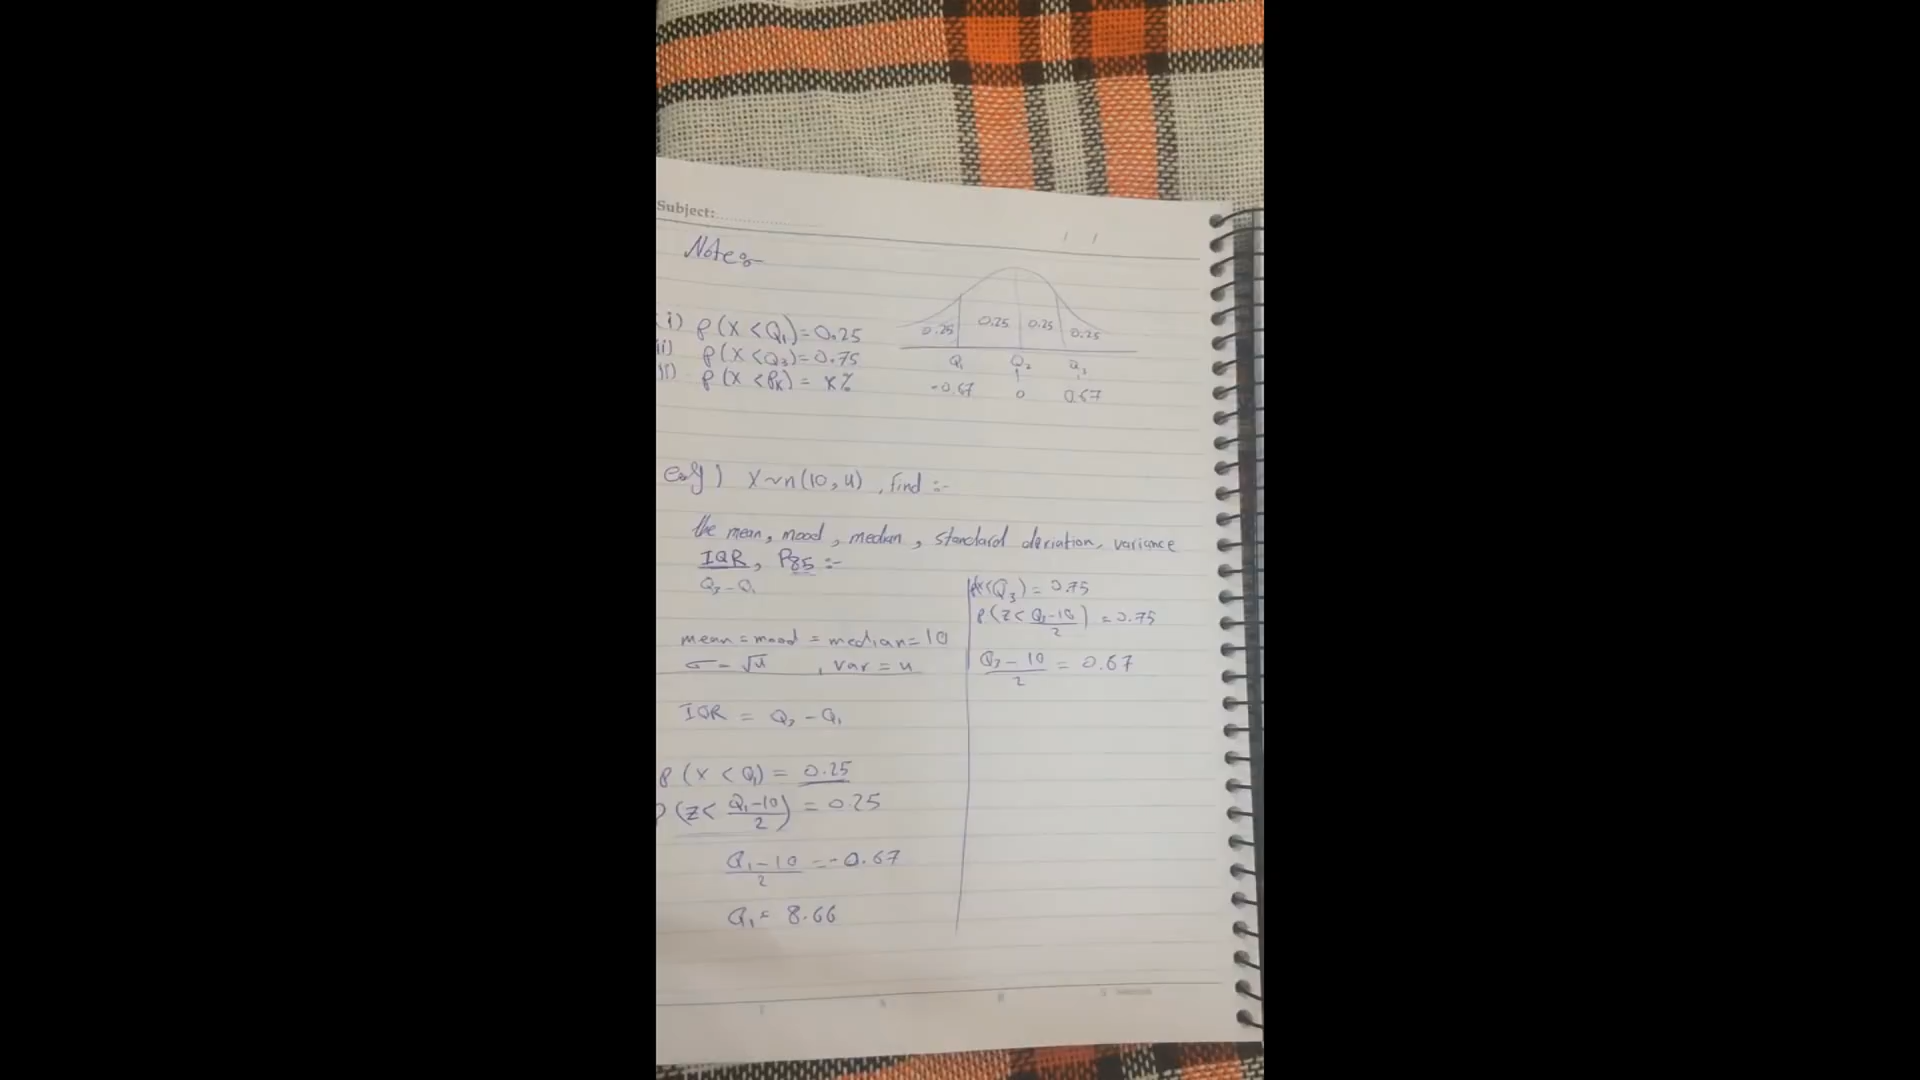 Subject:
/ /
Notes
i) P(X<Q₁)=0.25
ii) P(X<Q₃)=0.75
P(X<Pₖ) = K%
0.25 0.25 0.25 0.25
Q₁ Q₂ Q₃
-0.67 0 0.67
e.g) X~n(10,4), find :-
the mean, mood, median, standard deviation, variance
IQR, P85 :-
Q₃-Q₁
mean = mood = median = 10
σ = √4 , var = 4
IQR = Q₃ - Q₁
P(X<Q₁) = 0.25
P(Z< (Q₁-10)/2) = 0.25
(Q₁-10)/2 = -0.67
Q₁ = 8.66
P(X<Q₃) = 0.75
P(Z< (Q₃-10)/2) = 0.75
(Q₃-10)/2 = 0.67